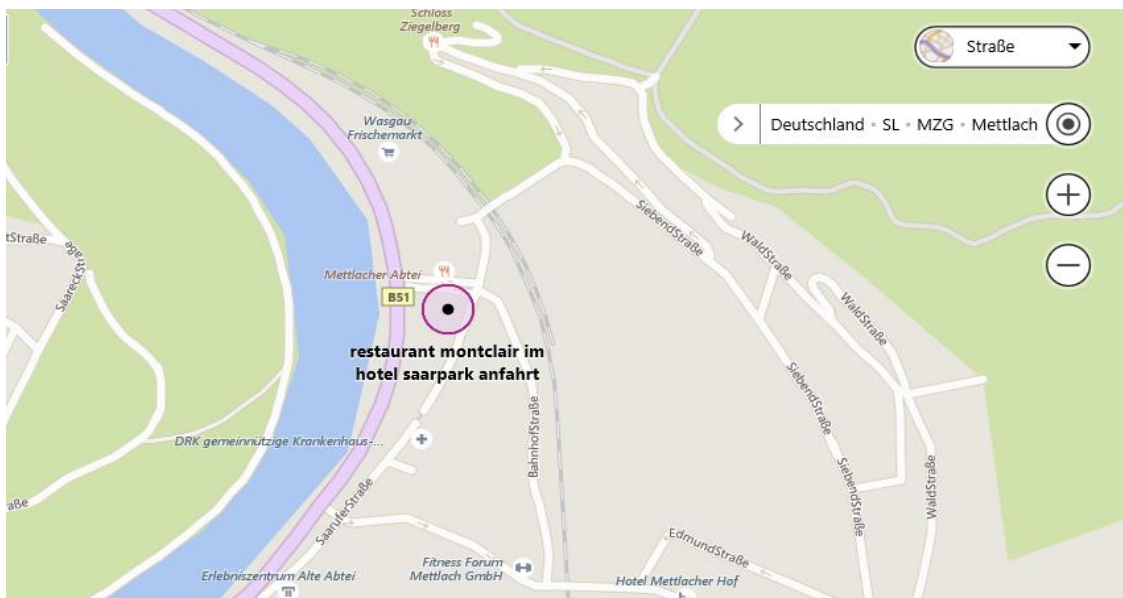 Schloss
Ziegelberg
Straße
Deutschland • SL • MZG • Mettlach
Wasgau
Frischemarkt
SiebendStraße
WaldStraße
tStraße
SaareckStraße
Mettlacher Abtei
B51
WaldStraße
restaurant montclair im
hotel saarpark anfahrt
SiebendStraße
DRK gemeinnützige Krankenhaus-...
BahnhofStraße
SiebendStraße
WaldStraße
aße
SaaruferStraße
EdmundStraße
Fitness Forum
Mettlach GmbH
Erlebniszentrum Alte Abtei
Hotel Mettlacher Hof